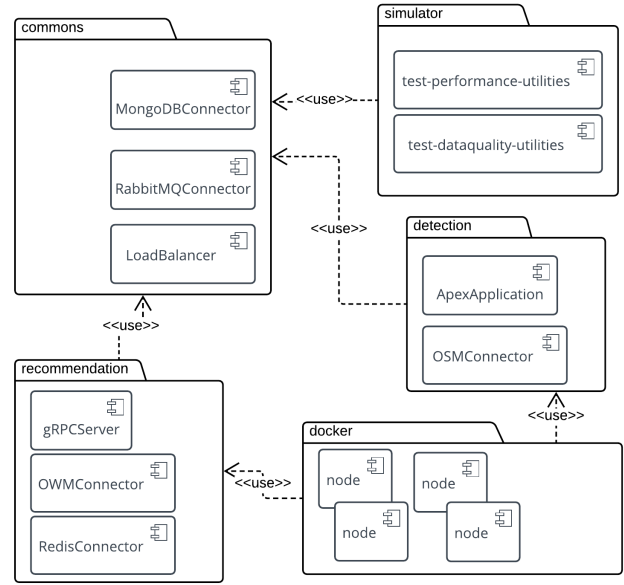 commons
MongoDBConnector
RabbitMQConnector
LoadBalancer
simulator
test-performance-utilities
test-dataquality-utilities
<<use>>
<<use>>
detection
ApexApplication
OSMConnector
<<use>>
recommendation
gRPCServer
OWMConnector
RedisConnector
<<use>>
<<use>>
docker
node
node
node
node